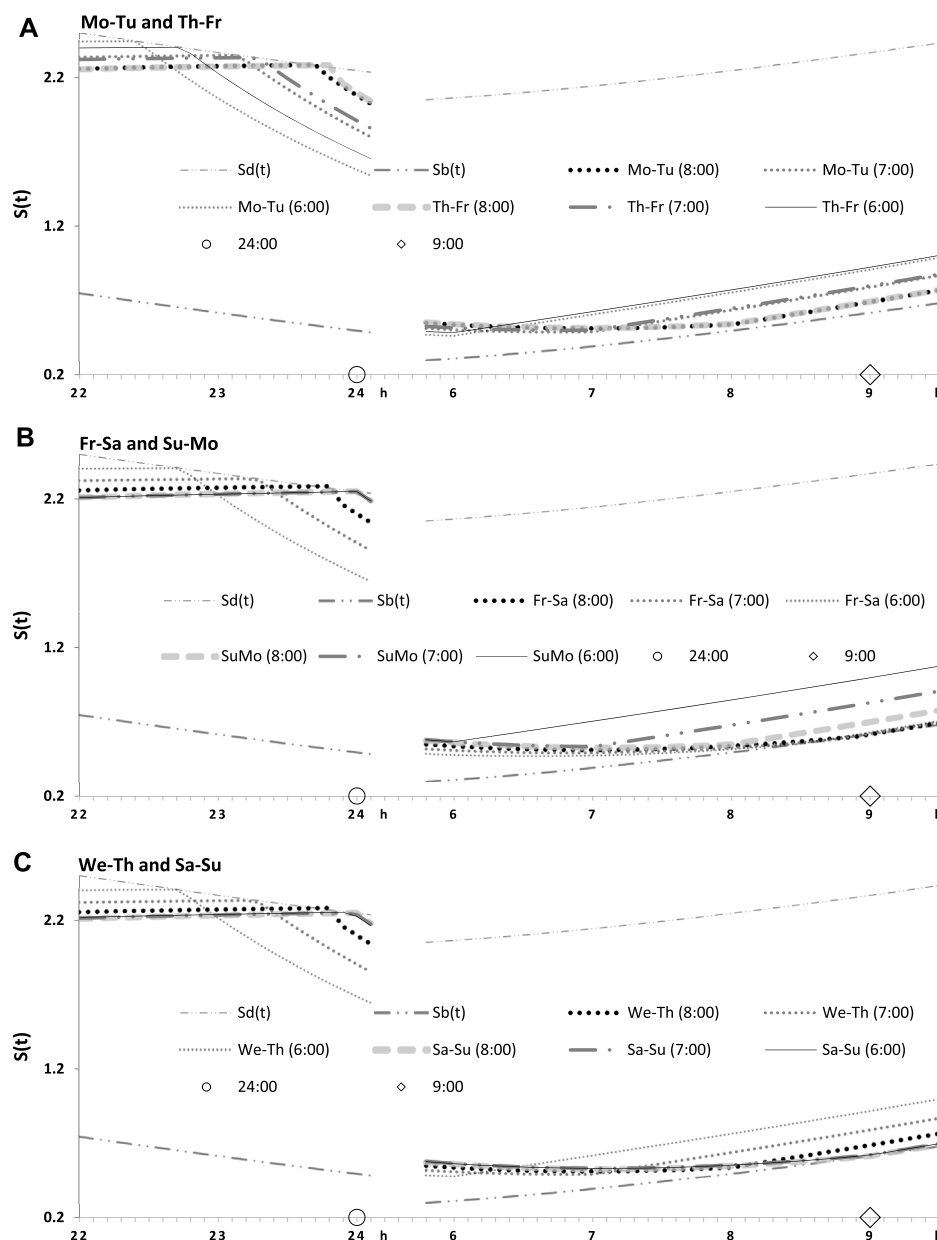 A
Mo-Tu and Th-Fr
2.2
Sd(t) Sb(t) Mo-Tu (8:00) Mo-Tu (7:00)
Mo-Tu (6:00) Th-Fr (8:00) Th-Fr (7:00) Th-Fr (6:00)
S(t)
1.2
24:00 9:00
0.2
22 23 24 h 6 7 8 9
B
Fr-Sa and Su-Mo
2.2
Sd(t) Sb(t) Fr-Sa (8:00) Fr-Sa (7:00) Fr-Sa (6:00)
S(t)
1.2
SuMo (8:00) SuMo (7:00) SuMo (6:00) 24:00 9:00
0.2
22 23 24 h 6 7 8 9
C
We-Th and Sa-Su
2.2
Sd(t) Sb(t) We-Th (8:00) We-Th (7:00)
S(t)
We-Th (6:00) Sa-Su (8:00) Sa-Su (7:00) Sa-Su (6:00)
1.2
24:00 9:00
0.2
22 23 24 h 6 7 8 9